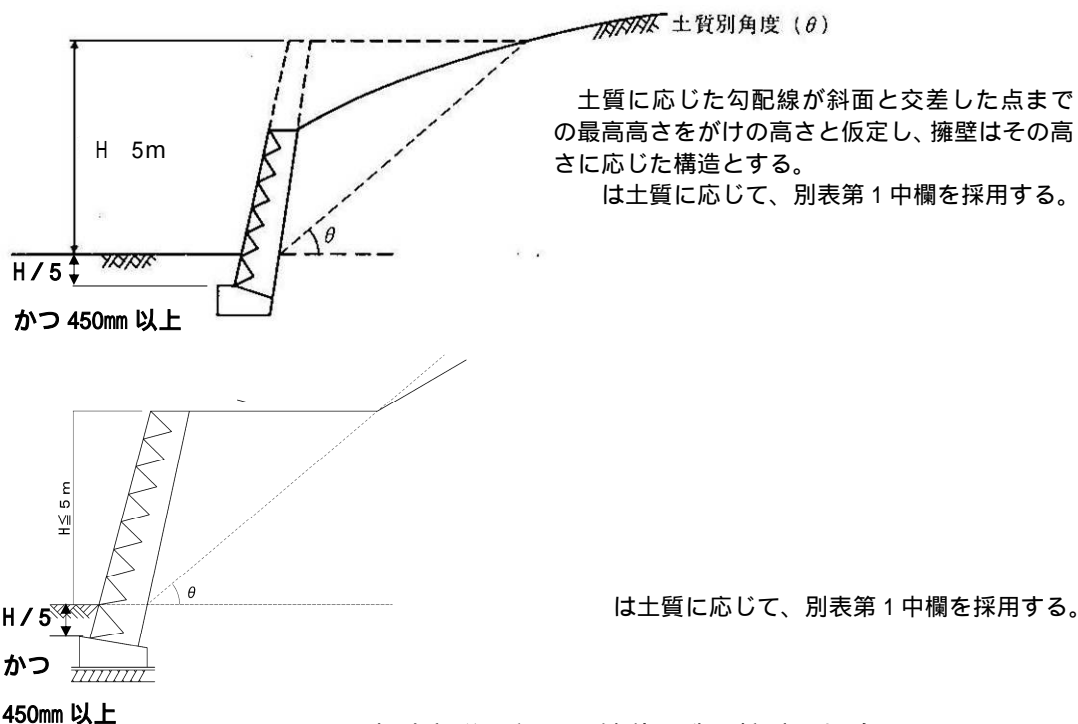 土質別角度（θ）
H　5m
土質に応じた勾配線が斜面と交差した点まで
の最高高さをがけの高さと仮定し、擁壁はその高
さに応じた構造とする。
は土質に応じて、別表第１中欄を採用する。
θ
H／5
かつ 450mm 以上
H≦5m
θ
H／5
は土質に応じて、別表第１中欄を採用する。
かつ
450mm 以上